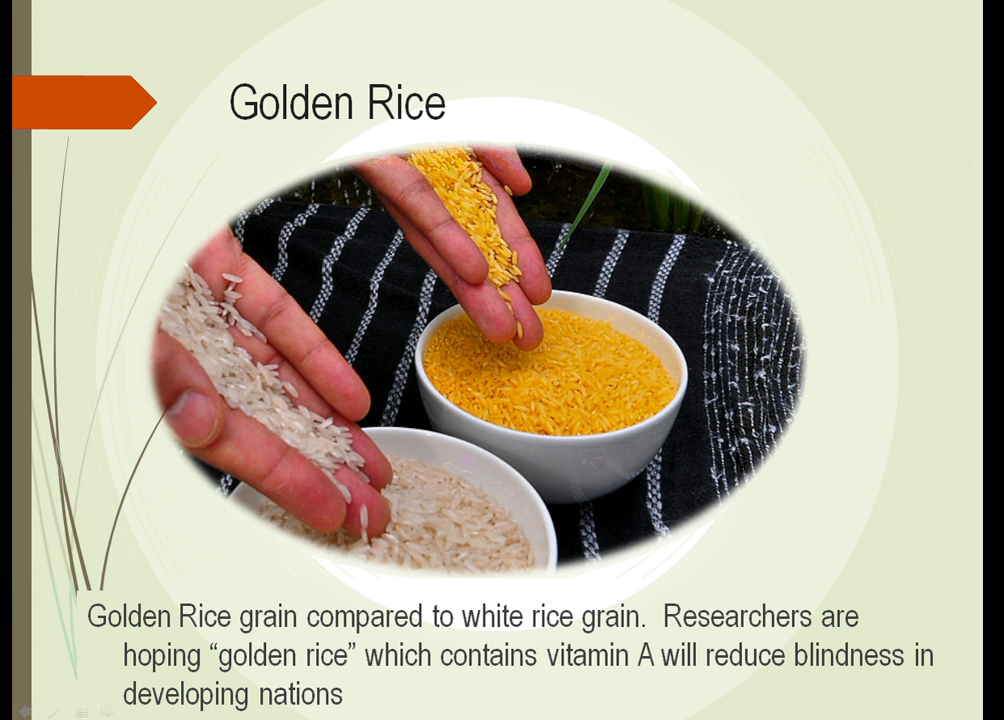 Golden Rice
Golden Rice grain compared to white rice grain.  Researchers are
hoping “golden rice” which contains vitamin A will reduce blindness in
developing nations